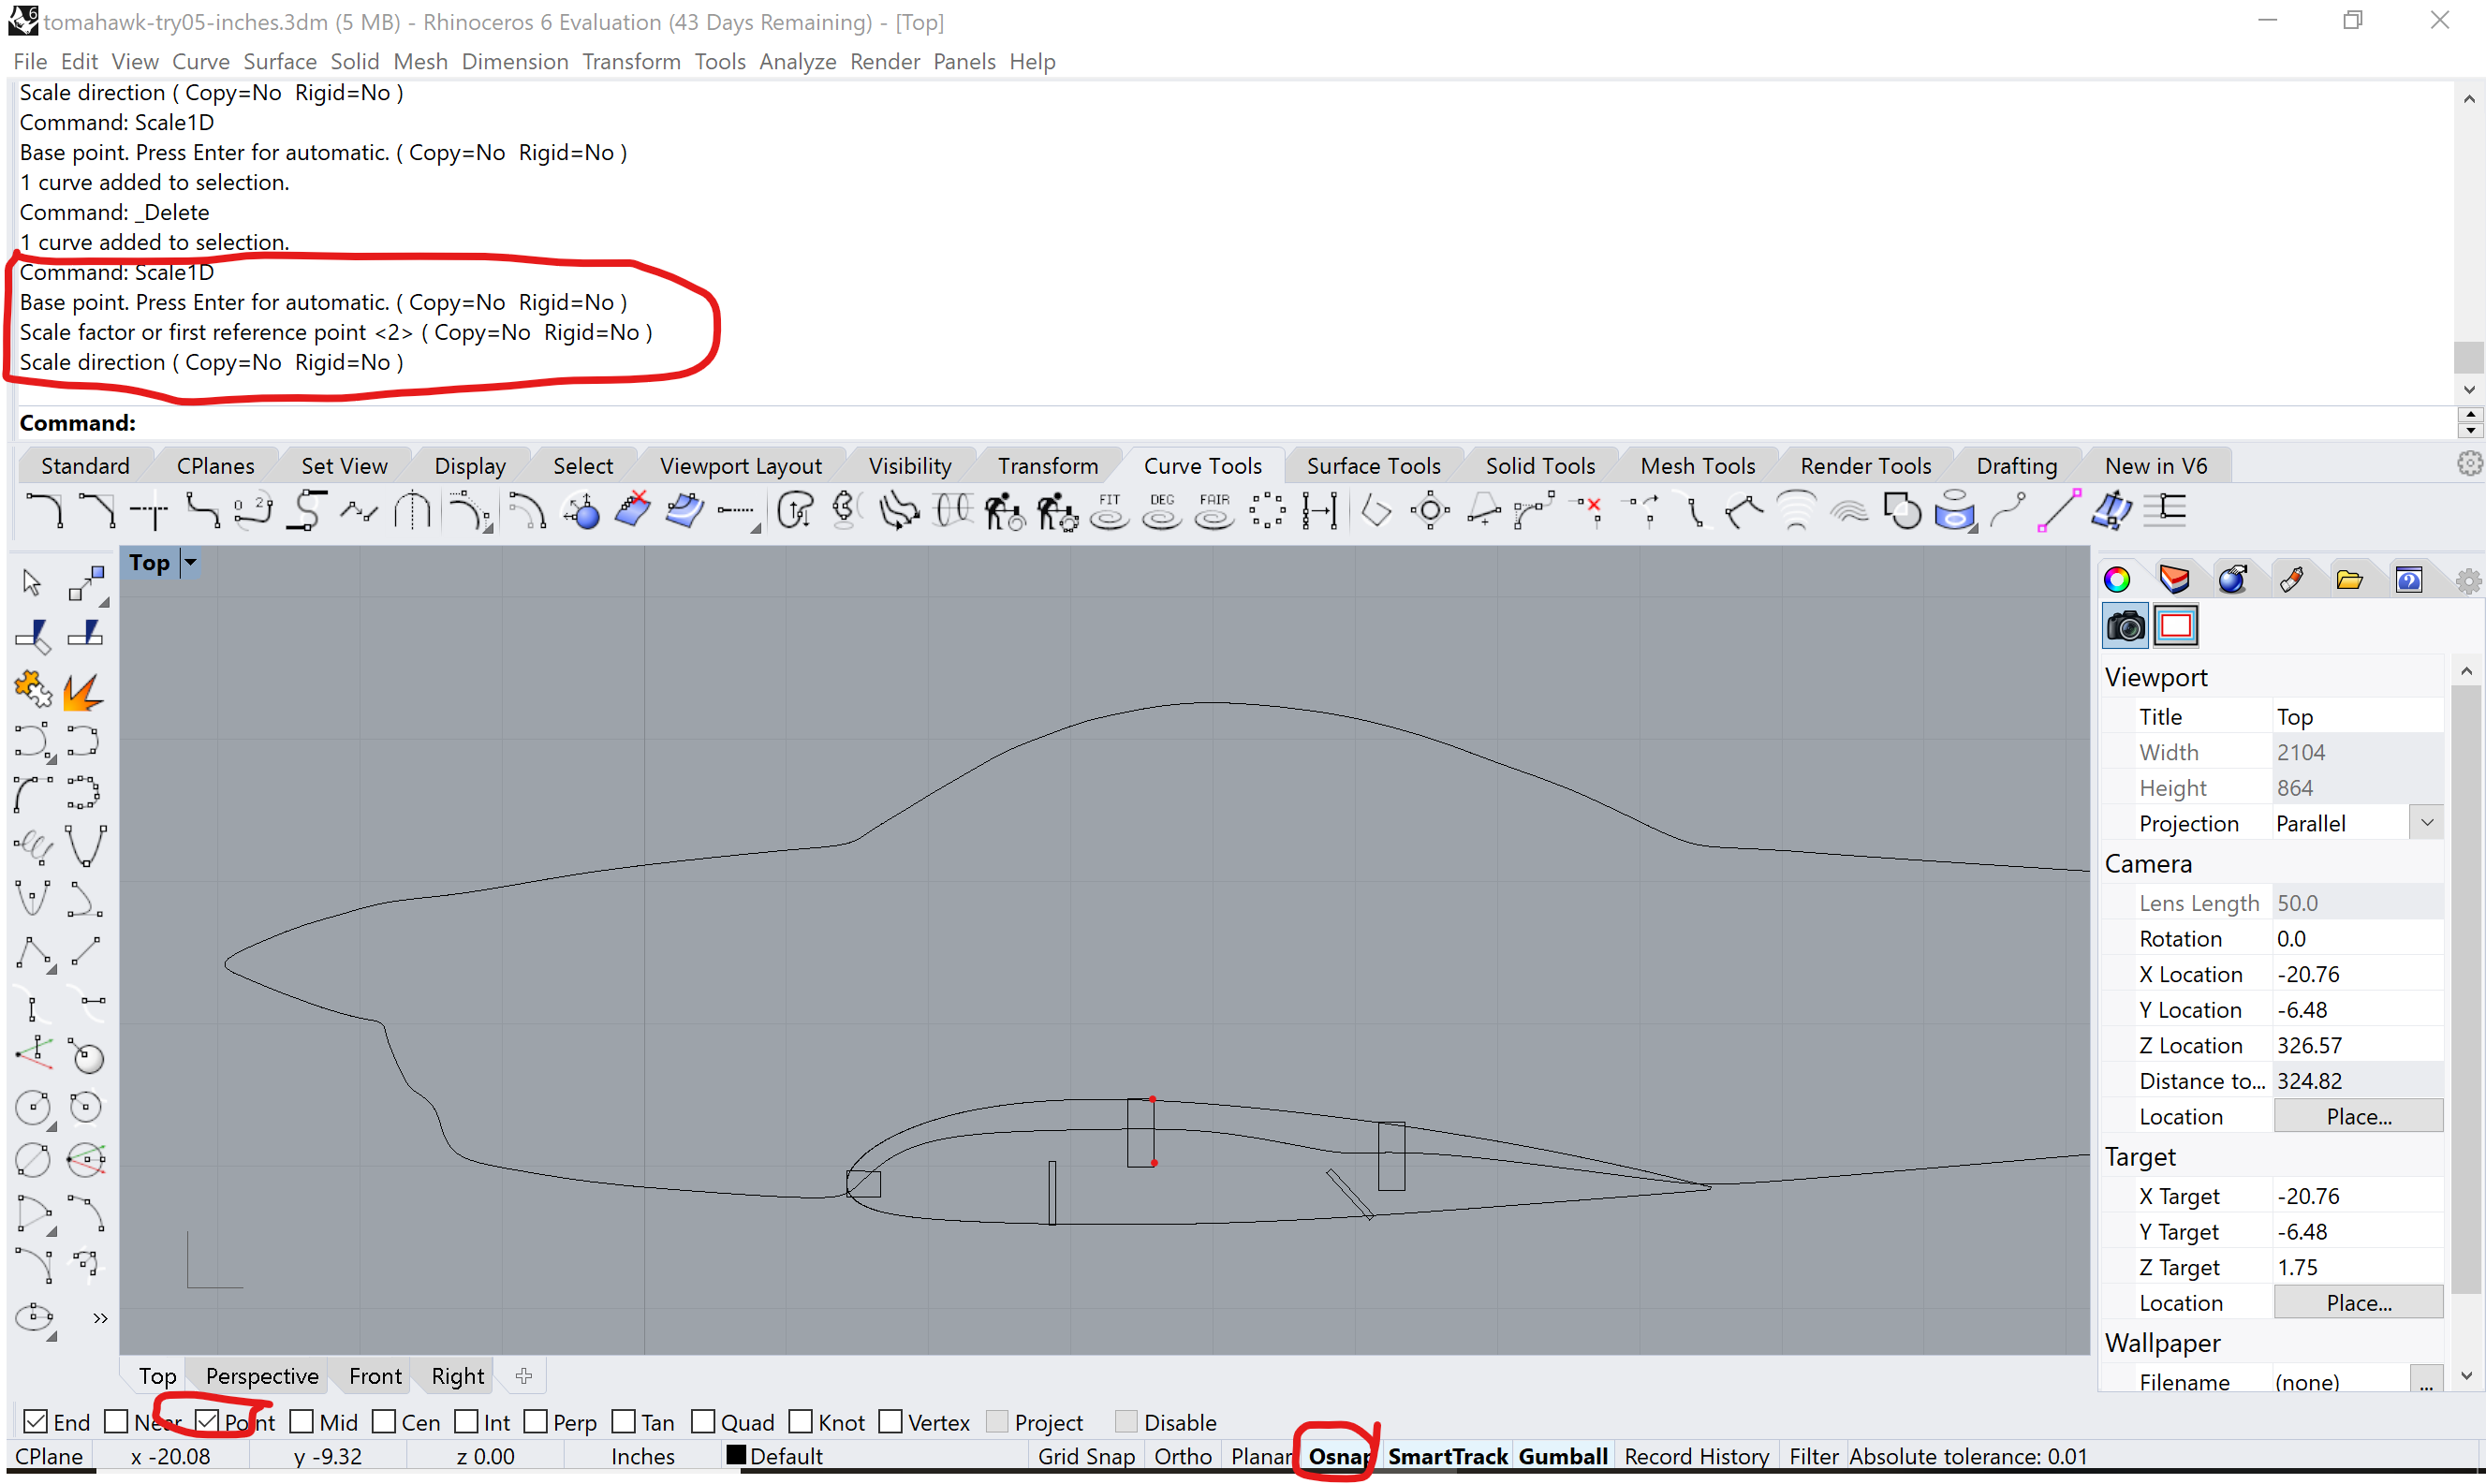 tomahawk-try05-inches.3dm (5 MB) - Rhinoceros 6 Evaluation (43 Days Remaining) - [Top]
File Edit View Curve Surface Solid Mesh Dimension Transform Tools Analyze Render Panels Help
Scale direction ( Copy=No Rigid=No )
Command: Scale1D
Base point. Press Enter for automatic. ( Copy=No Rigid=No )
1 curve added to selection.
Command: _Delete
1 curve added to selection.
Command: Scale1D
Base point. Press Enter for automatic. ( Copy=No Rigid=No )
Scale factor or first reference point <2> ( Copy=No Rigid=No )
Scale direction ( Copy=No Rigid=No )
Command:
Standard CPlanes Set View Display Select Viewport Layout Visibility Transform Curve Tools Surface Tools Solid Tools Mesh Tools Render Tools Drafting New in V6
FIT DEG FAIR
Top
Viewport
Title Top
Width 2104
Height 864
Projection Parallel
Camera
Lens Length 50.0
Rotation 0.0
X Location -20.76
Y Location -6.48
Z Location 326.57
Distance to... 324.82
Location Place...
Target
X Target -20.76
Y Target -6.48
Z Target 1.75
Location Place...
Wallpaper
Filename (none) ...
Top Perspective Front Right
End Near Point Mid Cen Int Perp Tan Quad Knot Vertex Project Disable
CPlane x -20.08 y -9.32 z 0.00 Inches Default Grid Snap Ortho Planar Osnap SmartTrack Gumball Record History Filter Absolute tolerance: 0.01